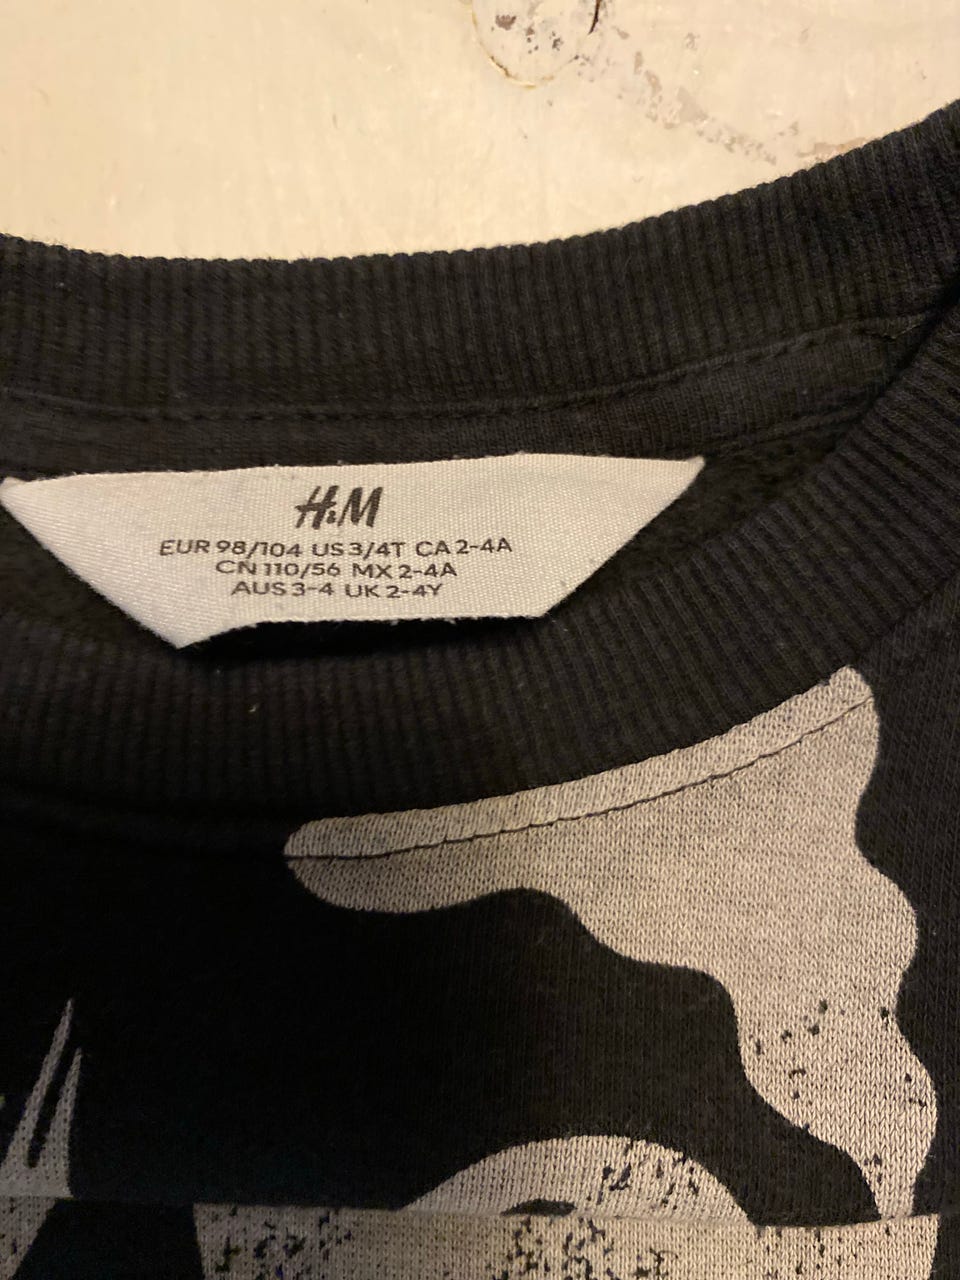 H&M
EUR 98/104 US 3/4T CA 2-4A
CN 110/56 MX 2-4A
AUS 3-4 UK 2-4Y